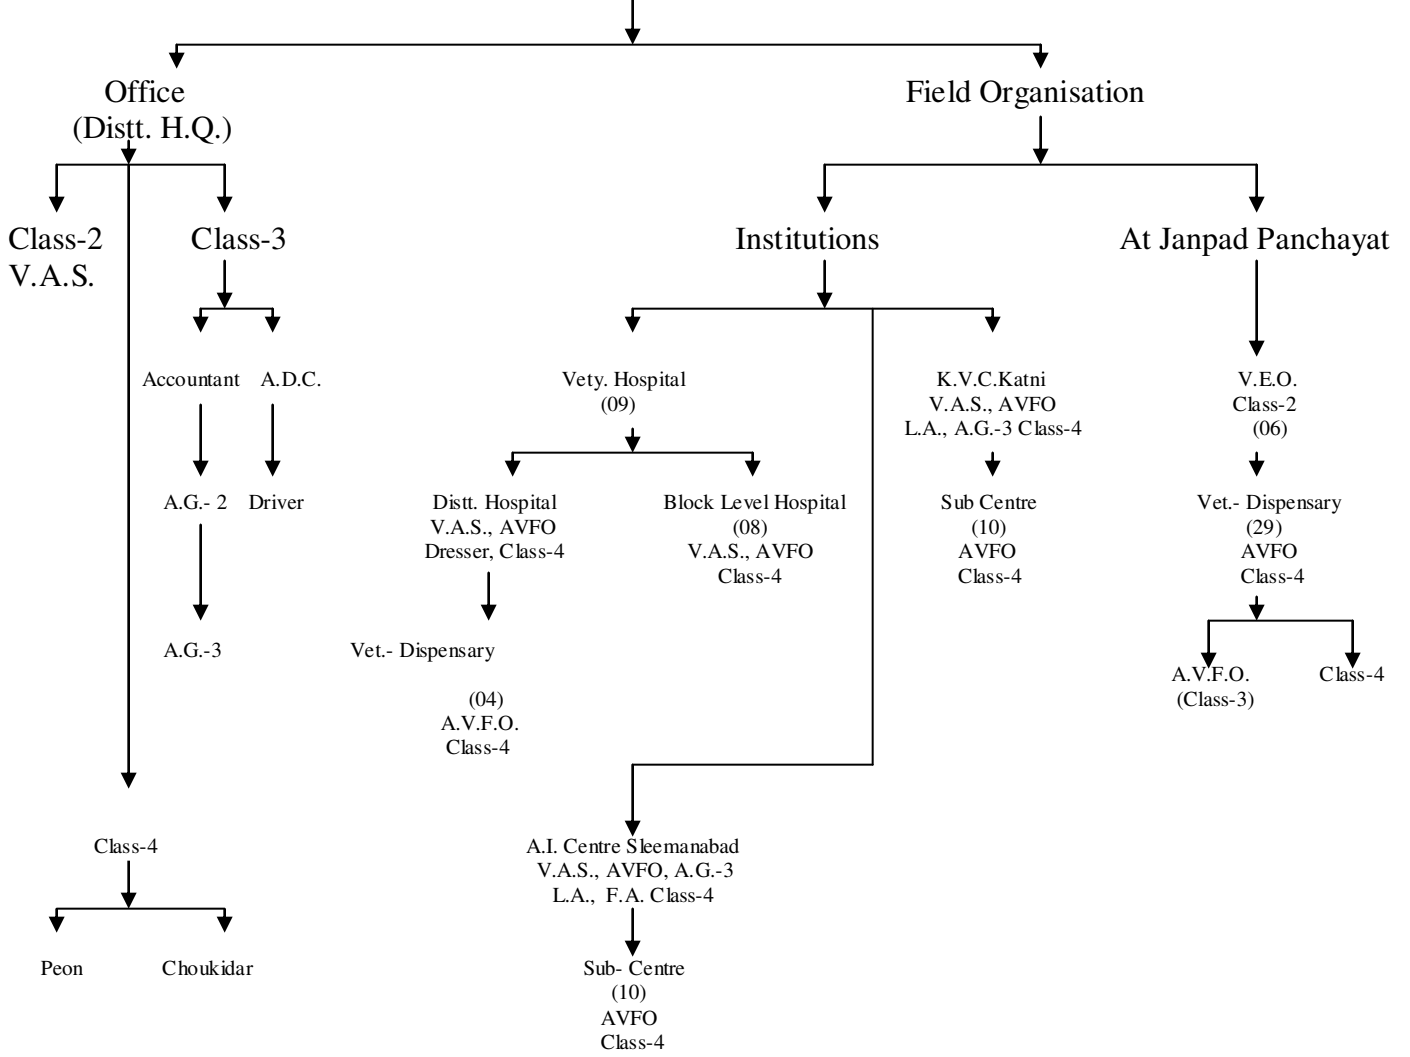 Office
(Distt. H.Q.)
Field Organisation
Class-2
V.A.S.
Class-3
Institutions
At Janpad Panchayat
Accountant
A.D.C.
Vety. Hospital
(09)
K.V.C.Katni
V.A.S., AVFO
L.A., A.G.-3 Class-4
V.E.O.
Class-2
(06)
A.G.- 2
Driver
Distt. Hospital
V.A.S., AVFO
Dresser, Class-4
Block Level Hospital
(08)
V.A.S., AVFO
Class-4
Sub Centre
(10)
AVFO
Class-4
Vet.- Dispensary
(29)
AVFO
Class-4
A.G.-3
Vet.- Dispensary
(04)
A.V.F.O.
Class-4
A.V.F.O.
(Class-3)
Class-4
Class-4
A.I. Centre Sleemanabad
V.A.S., AVFO, A.G.-3
L.A., F.A. Class-4
Peon
Choukidar
Sub- Centre
(10)
AVFO
Class-4